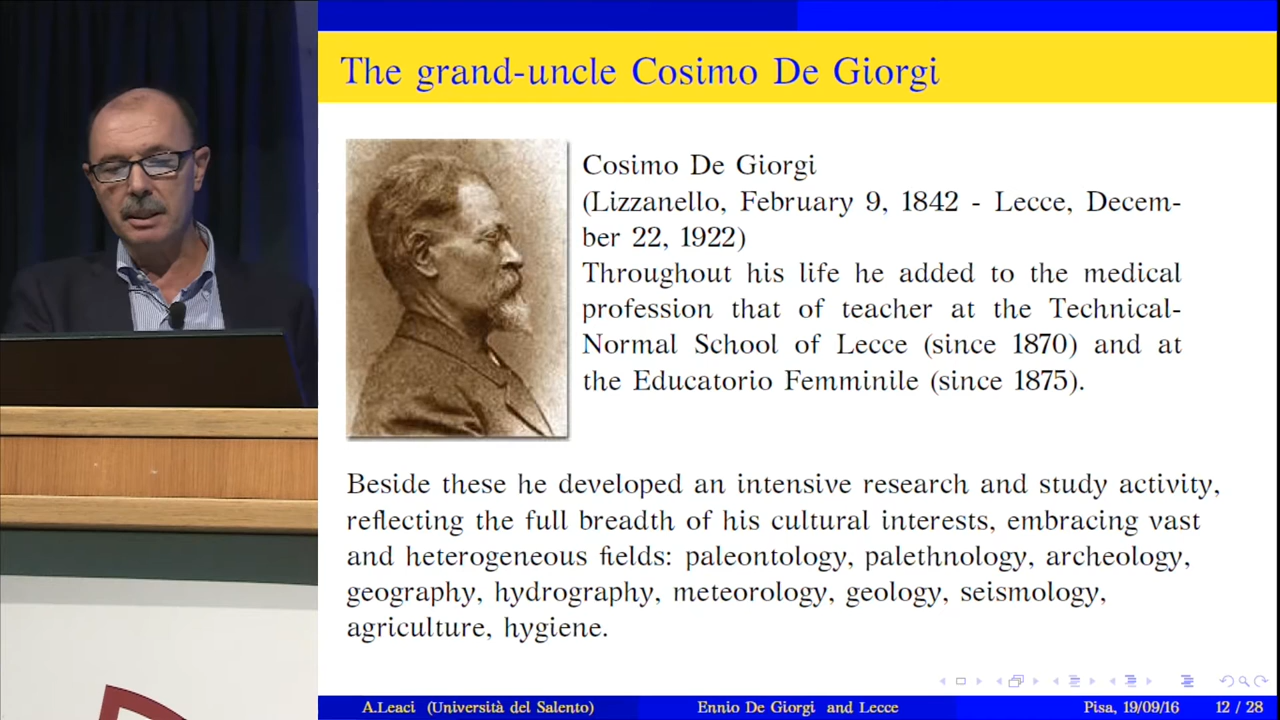 The grand-uncle Cosimo De Giorgi
Cosimo De Giorgi
(Lizzanello, February 9, 1842 - Lecce, Decem-
ber 22, 1922)
Throughout his life he added to the medical
profession that of teacher at the Technical-
Normal School of Lecce (since 1870) and at
the Educatorio Femminile (since 1875).
Beside these he developed an intensive research and study activity,
reflecting the full breadth of his cultural interests, embracing vast
and heterogeneous fields: paleontology, palethnology, archeology,
geography, hydrography, meteorology, geology, seismology,
agriculture, hygiene.
A.Leaci (Università del Salento) Ennio De Giorgi and Lecce Pisa, 19/09/16 12 / 28